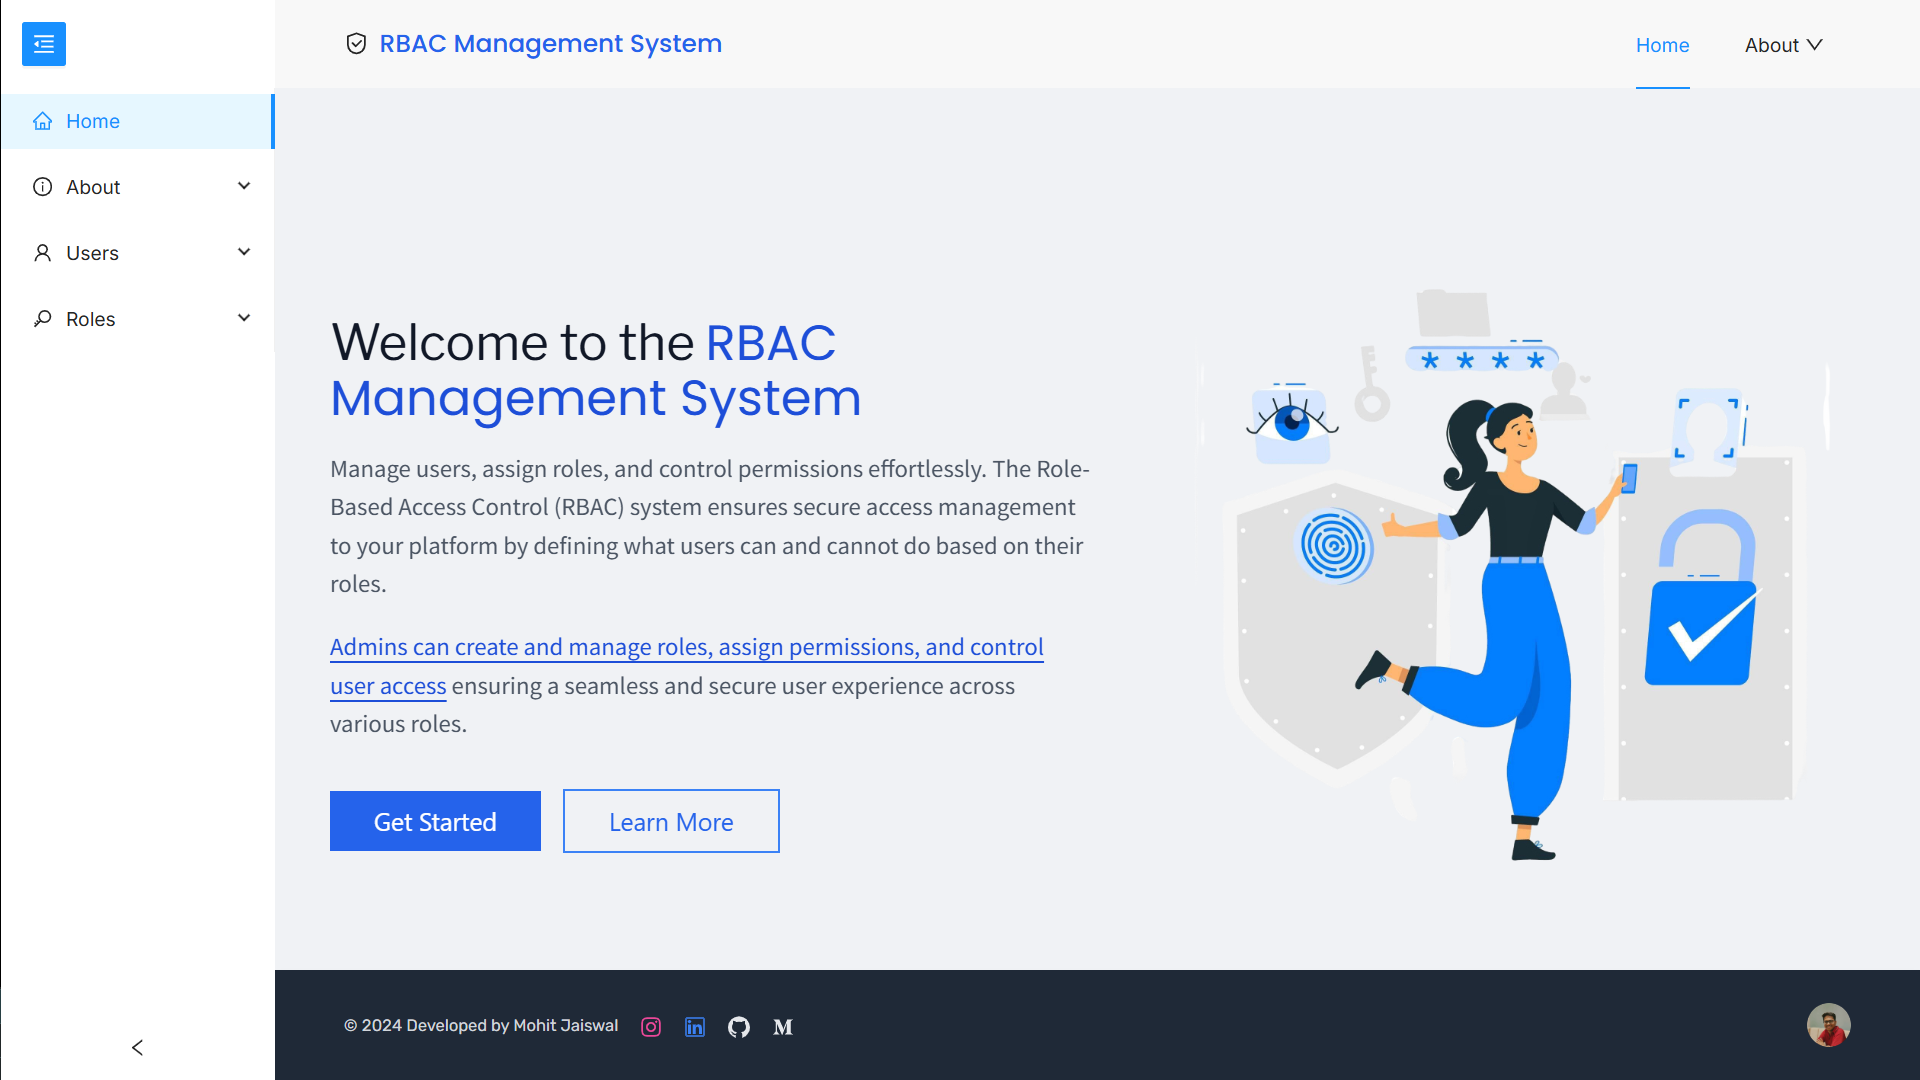 RBAC Management System
Home
About
Home
About
Users
Roles
Welcome to the RBAC
Management System
Manage users, assign roles, and control permissions effortlessly. The Role-
Based Access Control (RBAC) system ensures secure access management
to your platform by defining what users can and cannot do based on their
roles.
Admins can create and manage roles, assign permissions, and control
user access ensuring a seamless and secure user experience across
various roles.
Get Started
Learn More
* * * *
© 2024 Developed by Mohit Jaiswal